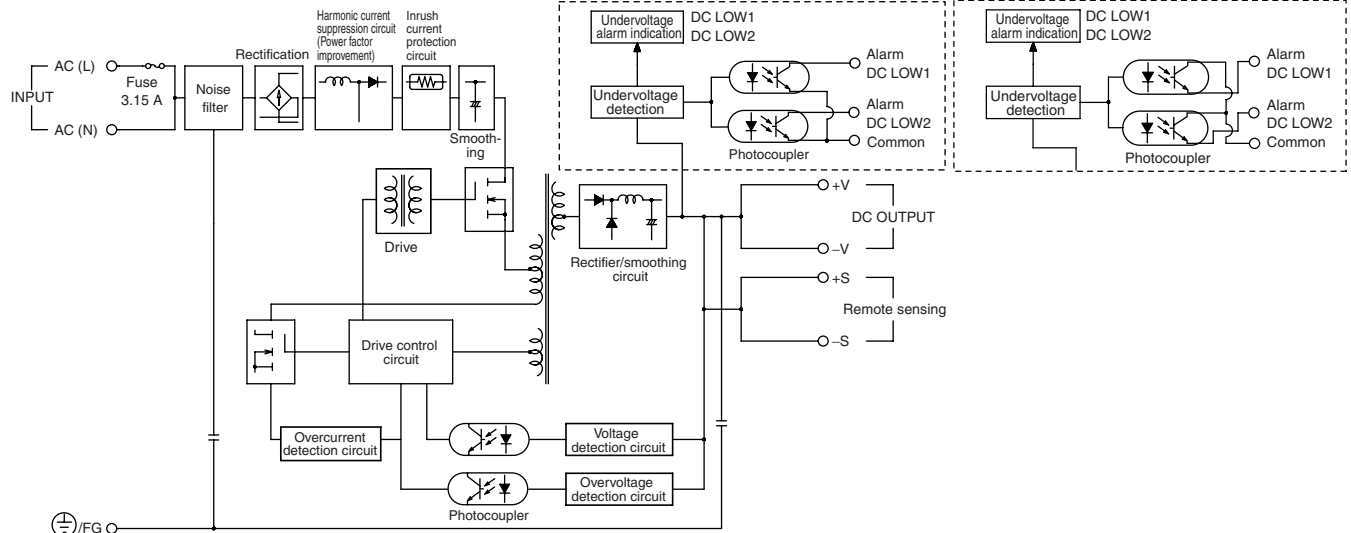 Harmonic current
suppression circuit
(Power factor
improvement)
Inrush
current
protection
circuit
Rectification
AC (L)
INPUT
AC (N)
Fuse
3.15 A
Noise
filter
Smooth-
ing
Undervoltage
alarm indication
DC LOW1
DC LOW2
Undervoltage
detection
Alarm
DC LOW1
Alarm
DC LOW2
Common
Photocoupler
Undervoltage
alarm indication
DC LOW1
DC LOW2
Undervoltage
detection
Alarm
DC LOW1
Alarm
DC LOW2
Common
Photocoupler
Drive
Rectifier/smoothing
circuit
+V
DC OUTPUT
–V
+S
Remote sensing
–S
Drive control
circuit
Overcurrent
detection circuit
Voltage
detection circuit
Overvoltage
detection circuit
Photocoupler
/FG